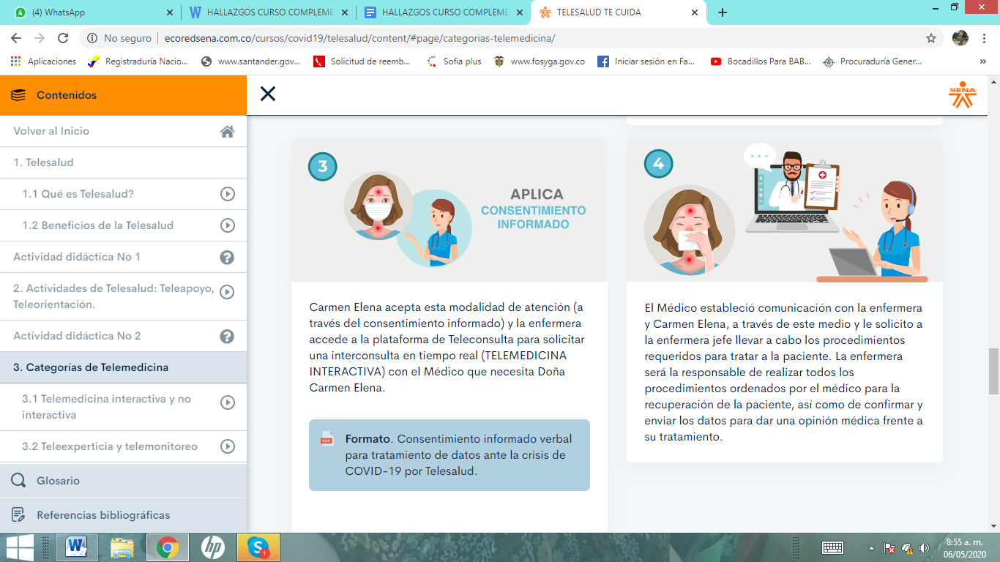 (4) WhatsApp
HALLAZGOS CURSO COMPLEME
HALLAZGOS CURSO COMPLEME
TELESALUD TE CUIDA
No seguro
ecoredsena.com.co/cursos/covid19/telesalud/content/#page/categorias-telemedicina/
Aplicaciones
Registraduría Nacio...
www.santander.gov...
Solicitud de reemb...
Sofia plus
www.fosyga.gov.co
Iniciar sesión en Fa...
Bocadillos Para BAB...
Procuraduría Gener...
»
Contenidos
SENA
Volver al Inicio
1. Telesalud
1.1 Qué es Telesalud?
1.2 Beneficios de la Telesalud
Actividad didáctica No 1
2. Actividades de Telesalud: Teleapoyo,
Teleorientación.
Actividad didáctica No 2
3. Categorías de Telemedicina
3.1 Telemedicina interactiva y no
interactiva
3.2 Teleexperticia y telemonitoreo
Glosario
Referencias bibliográficas
3
APLICA
CONSENTIMIENTO
INFORMADO
Carmen Elena acepta esta modalidad de atención (a
través del consentimiento informado) y la enfermera
accede a la plataforma de Teleconsulta para solicitar
una interconsulta en tiempo real (TELEMEDICINA
INTERACTIVA) con el Médico que necesita Doña
Carmen Elena.
PDF
Formato. Consentimiento informado verbal
para tratamiento de datos ante la crisis de
COVID-19 por Telesalud.
4
El Médico estableció comunicación con la enfermera
y Carmen Elena, a través de este medio y le solicito a
la enfermera jefe llevar a cabo los procedimientos
requeridos para tratar a la paciente. La enfermera
será la responsable de realizar todos los
procedimientos ordenados por el médico para la
recuperación de la paciente, así como de confirmar y
enviar los datos para dar una opinión médica frente a
su tratamiento.
1
8:55 a. m.
06/05/2020